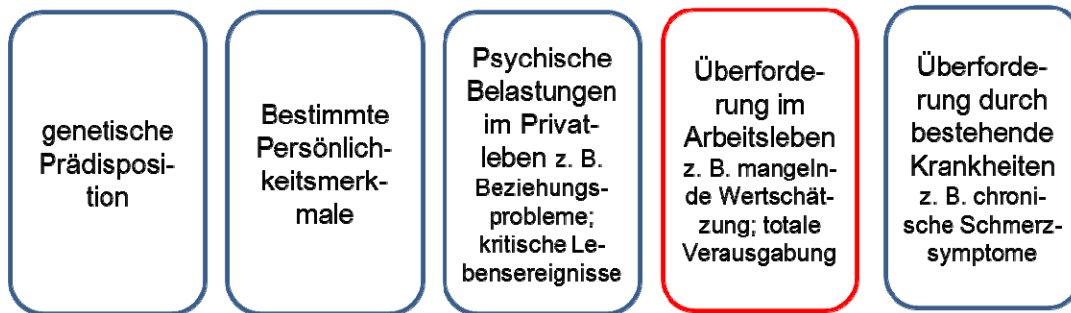 genetische
Prädisposi-
tion
Bestimmte
Persönlich-
keitsmerk-
male
Psychische
Belastungen
im Privat-
leben z. B.
Beziehungs-
probleme;
kritische Le-
bensereignisse
Überforde-
rung im
Arbeitsleben
z. B. mangeln-
de Wertschät-
zung; totale
Verausgabung
Überforde-
rung durch
bestehende
Krankheiten
z. B. chroni-
sche Schmerz-
symptome